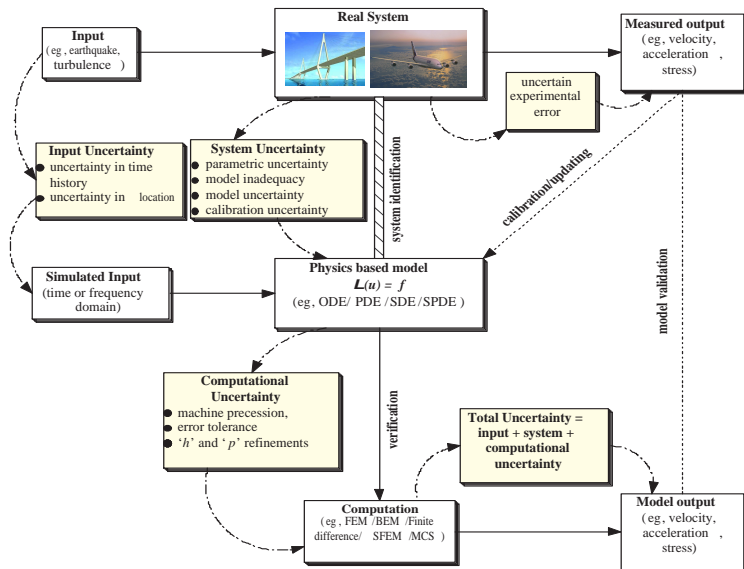 Input
(eg, earthquake,
turbulence )
Real System
Measured output
(eg, velocity,
acceleration ,
stress)
uncertain
experimental
error
Input Uncertainty
uncertainty in time
history
uncertainty in location
System Uncertainty
parametric uncertainty
model inadequacy
model uncertainty
calibration uncertainty
system identification
calibration/updating
model validation
Simulated Input
(time or frequency
domain)
Physics based model
L(u) = f
(eg, ODE/ PDE /SDE /SPDE )
Computational
Uncertainty
machine precession,
error tolerance
‘h’ and ‘p’ refinements
verification
Total Uncertainty =
input + system +
computational
uncertainty
Computation
(eg, FEM /BEM /Finite
difference/ SFEM /MCS )
Model output
(eg, velocity,
acceleration ,
stress)